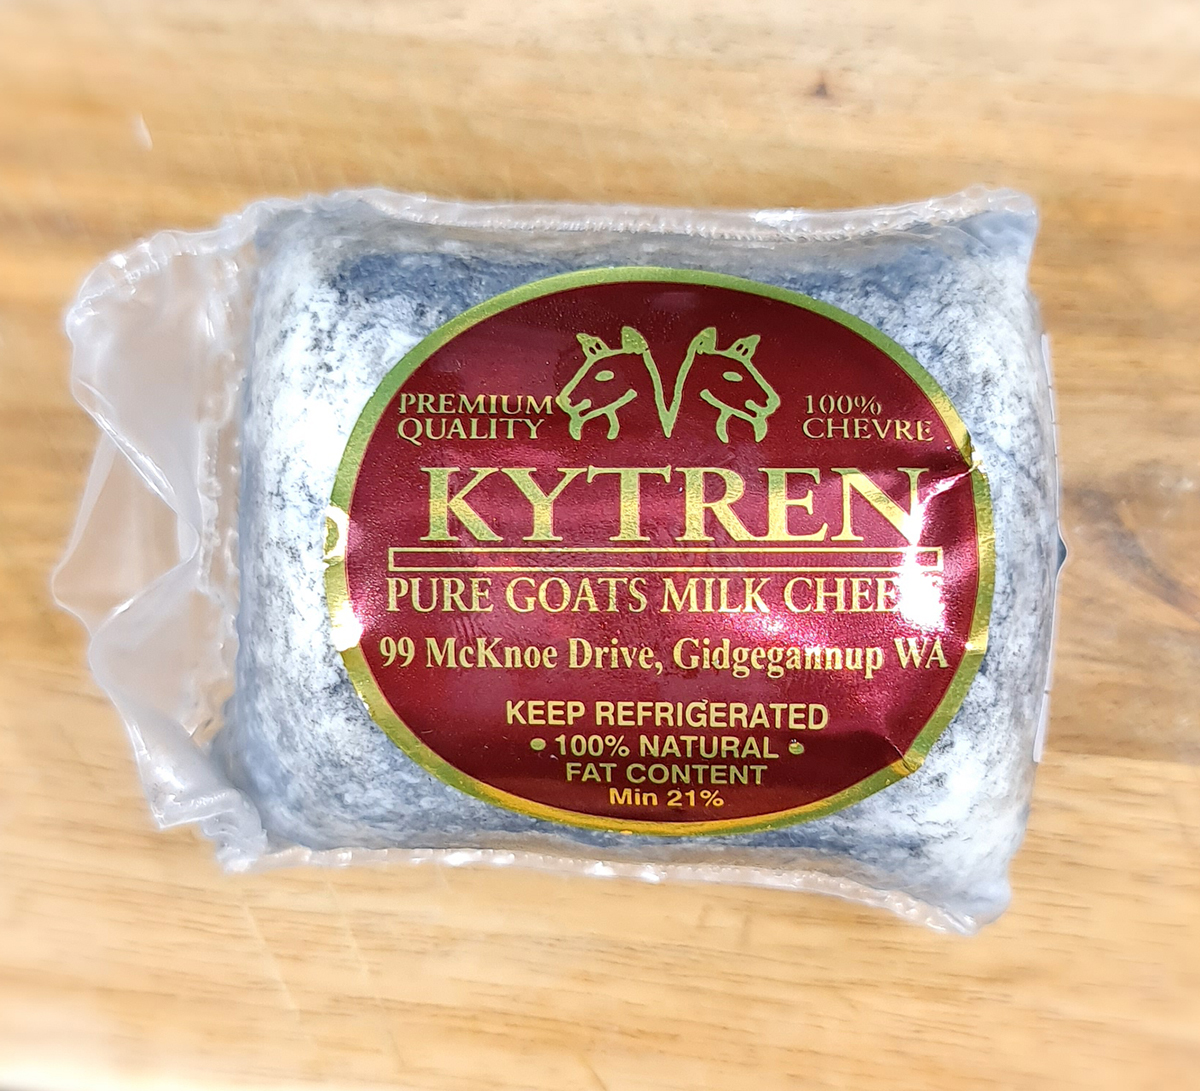 PREMIUM
QUALITY
100%
CHEVRE
KYTREN
PURE GOATS MILK
99 McKnoe Drive, Gidgegannup WA
KEEP REFRIGERATED
• 100% NATURAL •
FAT CONTENT
Min 21%